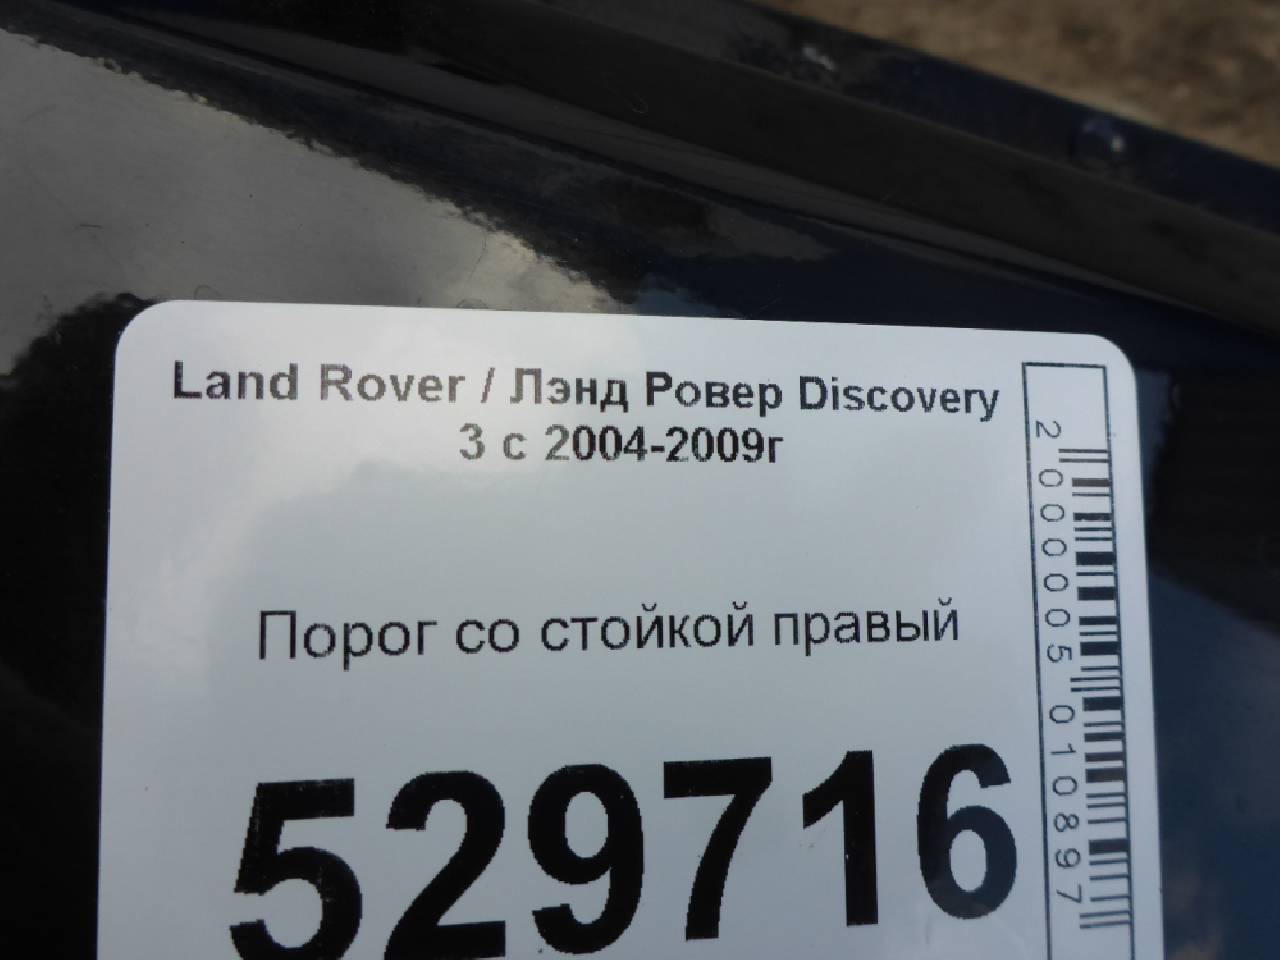 Land Rover / Лэнд Ровер Discovery
3 с 2004-2009г
Порог со стойкой правый
529716
2000005010897